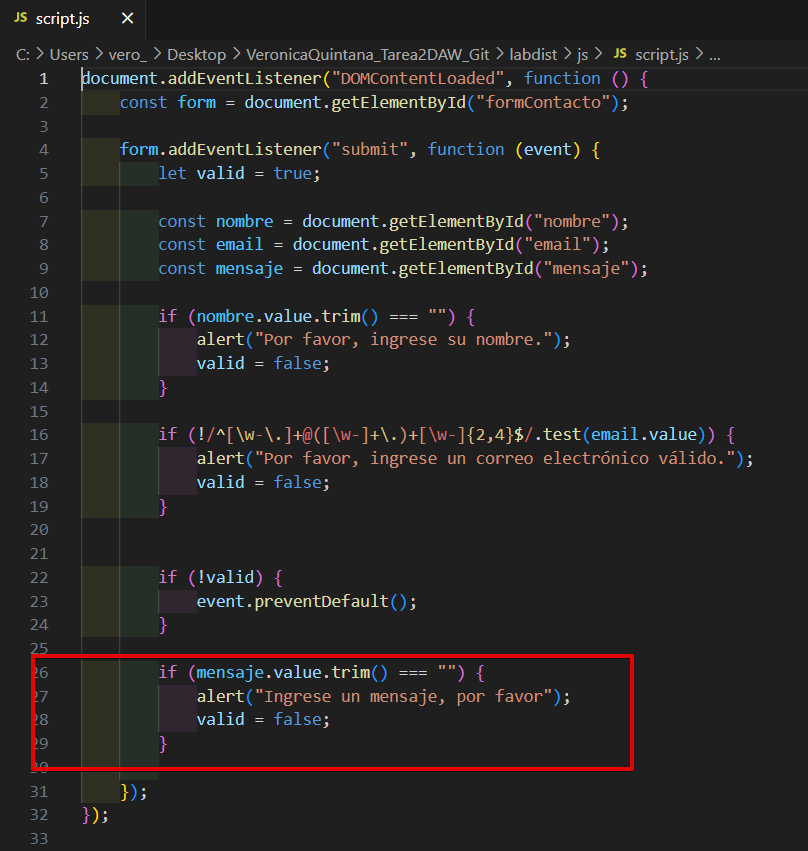 JS script.js ×
C: > Users > vero_ > Desktop > VeronicaQuintana_Tarea2DAW_Git > labdist > js > JS script.js > ...
1 document.addEventListener("DOMContentLoaded", function () {
2 const form = document.getElementById("formContacto");
3
4 form.addEventListener("submit", function (event) {
5 let valid = true;
6
7 const nombre = document.getElementById("nombre");
8 const email = document.getElementById("email");
9 const mensaje = document.getElementById("mensaje");
10
11 if (nombre.value.trim() === "") {
12 alert("Por favor, ingrese su nombre.");
13 valid = false;
14 }
15
16 if (!/^[\w-\.]+@([\w-]+\.)+[\w-]{2,4}$/.test(email.value)) {
17 alert("Por favor, ingrese un correo electrónico válido.");
18 valid = false;
19 }
20
21
22 if (!valid) {
23 event.preventDefault();
24 }
25
26 if (mensaje.value.trim() === "") {
27 alert("Ingrese un mensaje, por favor");
28 valid = false;
29 }
30
31 });
32 });
33